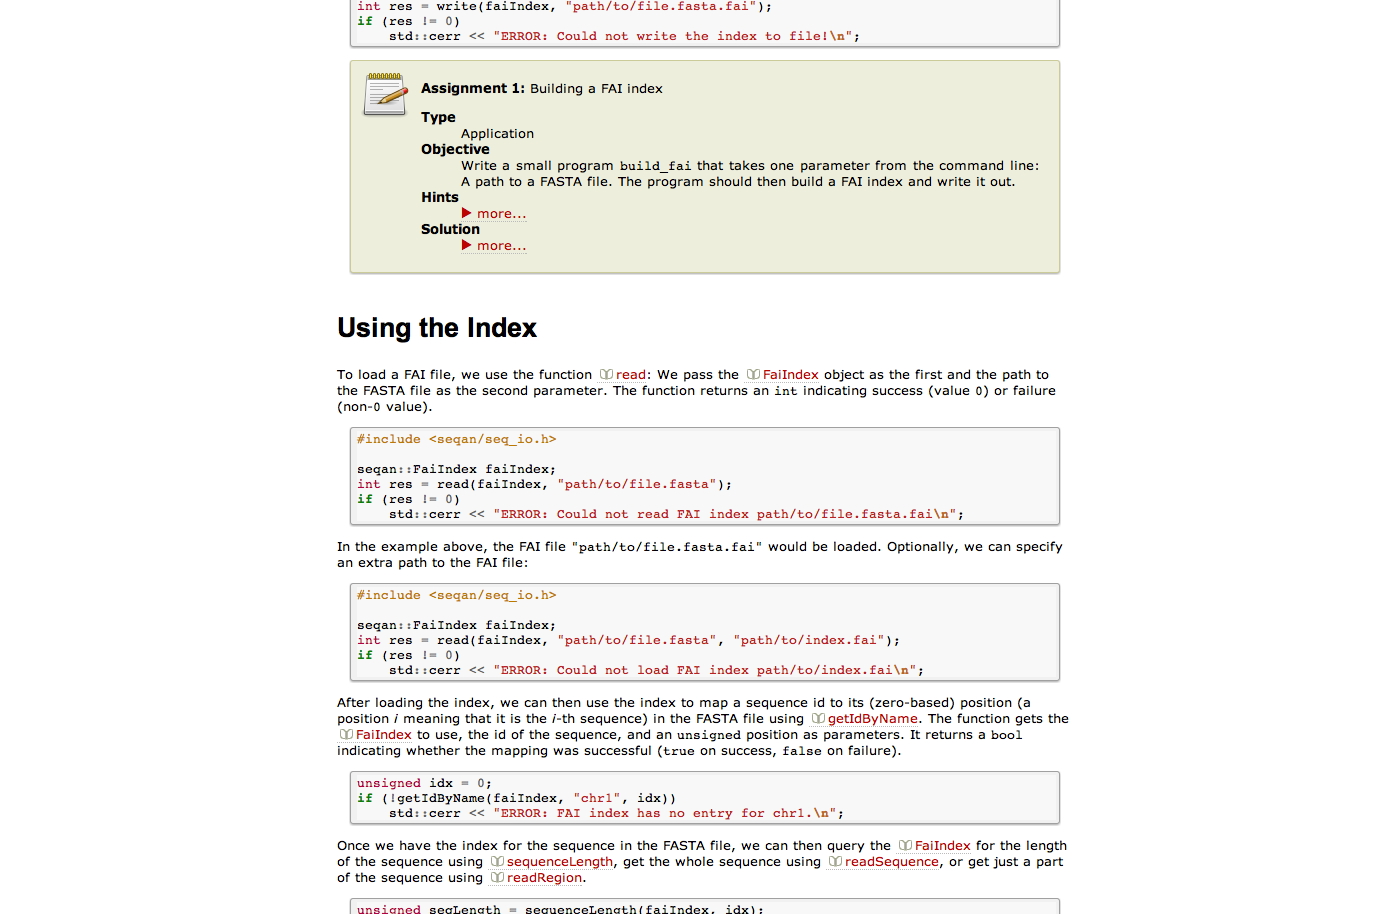 int res = write(faiIndex, "path/to/file.fasta.fai");
if (res != 0)
    std::cerr << "ERROR: Could not write the index to file!\n";
Assignment 1: Building a FAI index
Type
Application
Objective
Write a small program build_fai that takes one parameter from the command line:
A path to a FASTA file. The program should then build a FAI index and write it out.
Hints
more...
Solution
more...
Using the Index
To load a FAI file, we use the function read: We pass the FaiIndex object as the first and the path to
the FASTA file as the second parameter. The function returns an int indicating success (value 0) or failure
(non-0 value).
#include <seqan/seq_io.h>
seqan::FaiIndex faiIndex;
int res = read(faiIndex, "path/to/file.fasta");
if (res != 0)
    std::cerr << "ERROR: Could not read FAI index path/to/file.fasta.fai\n";
In the example above, the FAI file "path/to/file.fasta.fai" would be loaded. Optionally, we can specify
an extra path to the FAI file:
#include <seqan/seq_io.h>
seqan::FaiIndex faiIndex;
int res = read(faiIndex, "path/to/file.fasta", "path/to/index.fai");
if (res != 0)
    std::cerr << "ERROR: Could not load FAI index path/to/index.fai\n";
After loading the index, we can then use the index to map a sequence id to its (zero-based) position (a
position i meaning that it is the i-th sequence) in the FASTA file using getIdByName. The function gets the
FaiIndex to use, the id of the sequence, and an unsigned position as parameters. It returns a bool
indicating whether the mapping was successful (true on success, false on failure).
unsigned idx = 0;
if (!getIdByName(faiIndex, "chr1", idx))
    std::cerr << "ERROR: FAI index has no entry for chr1.\n";
Once we have the index for the sequence in the FASTA file, we can then query the FaiIndex for the length
of the sequence using sequenceLength, get the whole sequence using readSequence, or get just a part
of the sequence using readRegion.
unsigned seqLength = sequenceLength(faiIndex, idx);